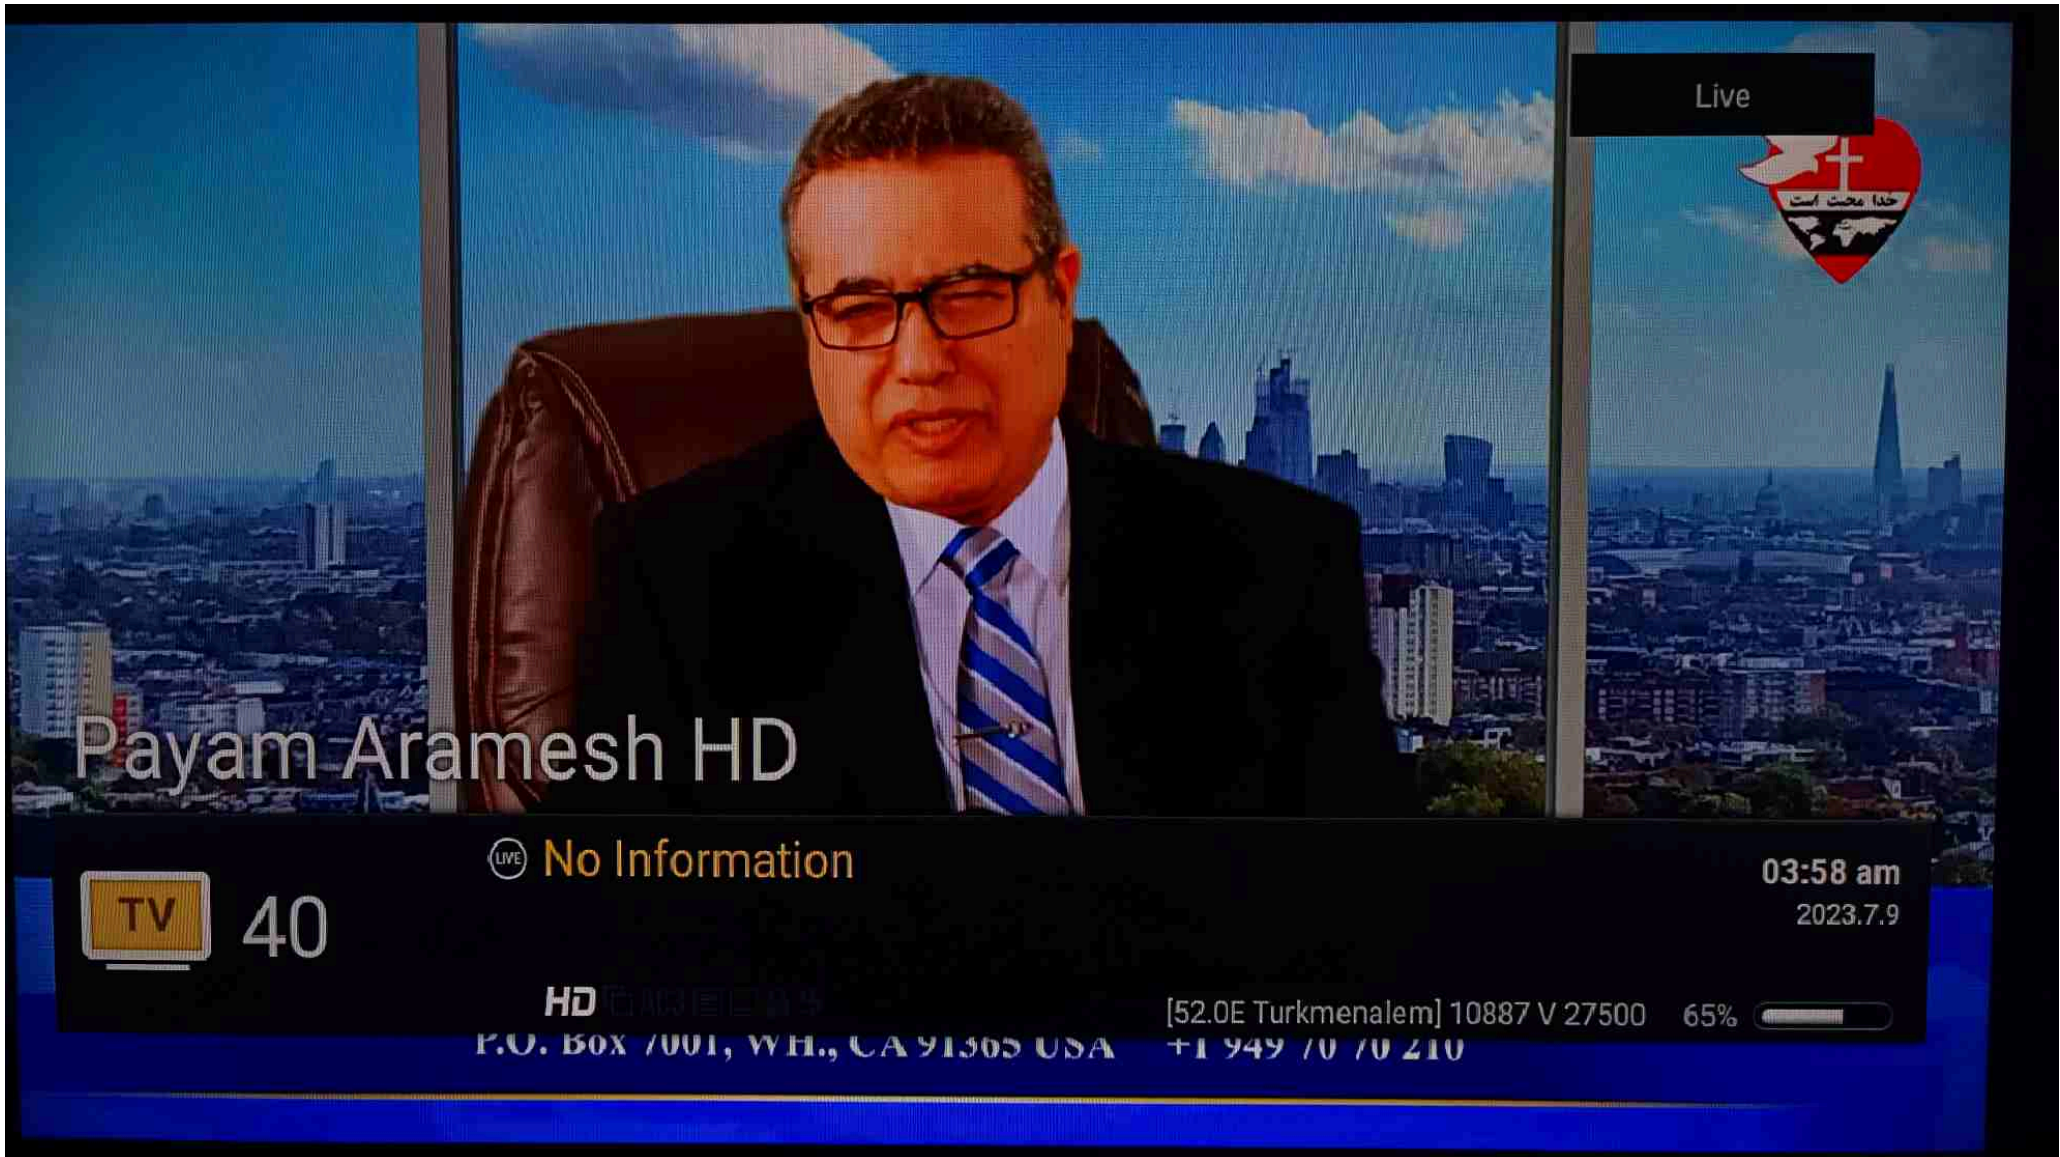 Live
خدا محبت است
Payam Aramesh HD
LIVE No Information
03:58 am
2023.7.9
TV 40
HD
[52.0E Turkmenalem] 10887 V 27500 65%
P.O. Box 7001, WH., CA 91365 USA +1 949 70 70 210